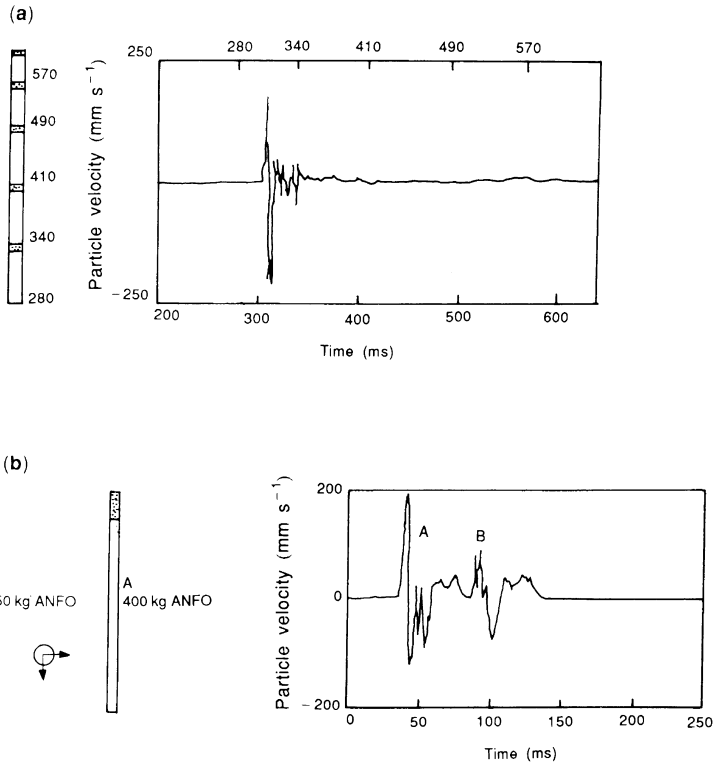 (a)
570
490
410
340
280
280 340 410 490 570
250
Particle velocity (mm s⁻¹)
−250
200 300 400 500 600
Time (ms)
(b)
A
kg ANFO
400 kg ANFO
200
Particle velocity (mm s⁻¹)
0
−200
A
B
0 50 100 150 200 250
Time (ms)